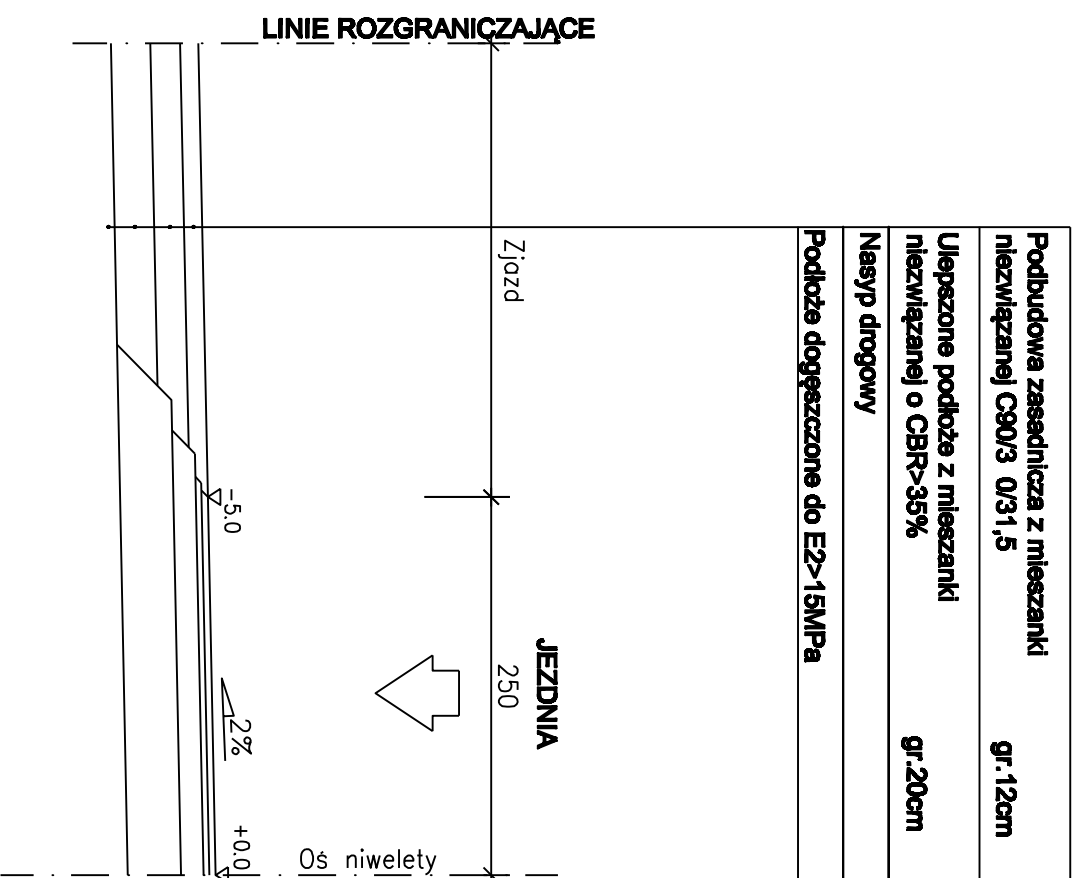 LINIE ROZGRANICZAJĄCE
Podbudowa zasadnicza z mieszanki
niezwiązanej C90/3 0/31,5 gr.12cm
Ulepszone podłoże z mieszanki
niezwiązanej o CBR>35% gr.20cm
Nasyp drogowy
Podłoże dogęszczone do E2>15MPa
Zjazd
JEZDNIA
250
-5.0
2%
+0.0
Oś niwelety